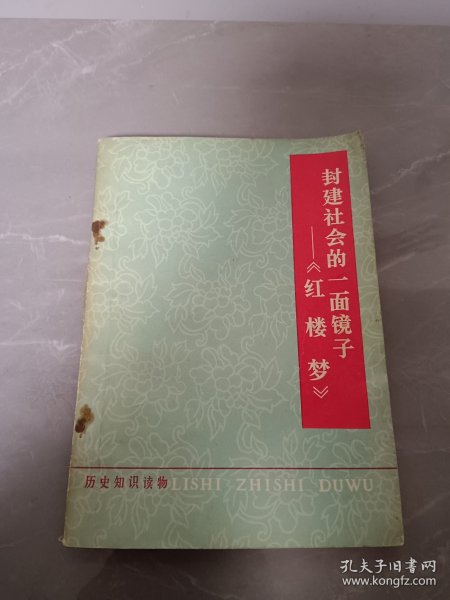 封建社会的一面镜子
——《红楼梦》
历史知识读物 LISHI ZHISHI DUWU
孔夫子旧书网
www.kongfz.com